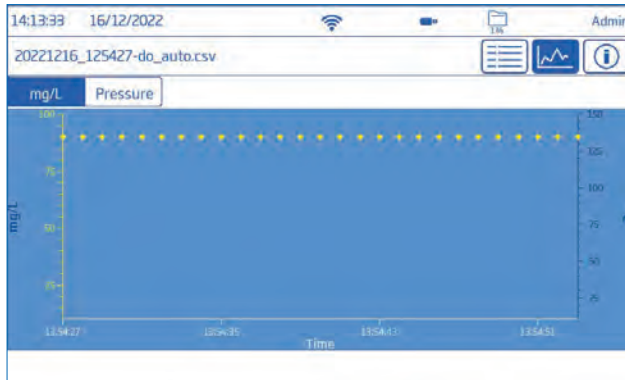 14:13:33 16/12/2022 Admin
20221216_125427-do_auto.csv
mg/L Pressure
100 150
125
75
100
mg/L
50 75
50
25
25
13:54:27 13:54:35 13:54:43 13:54:51
Time